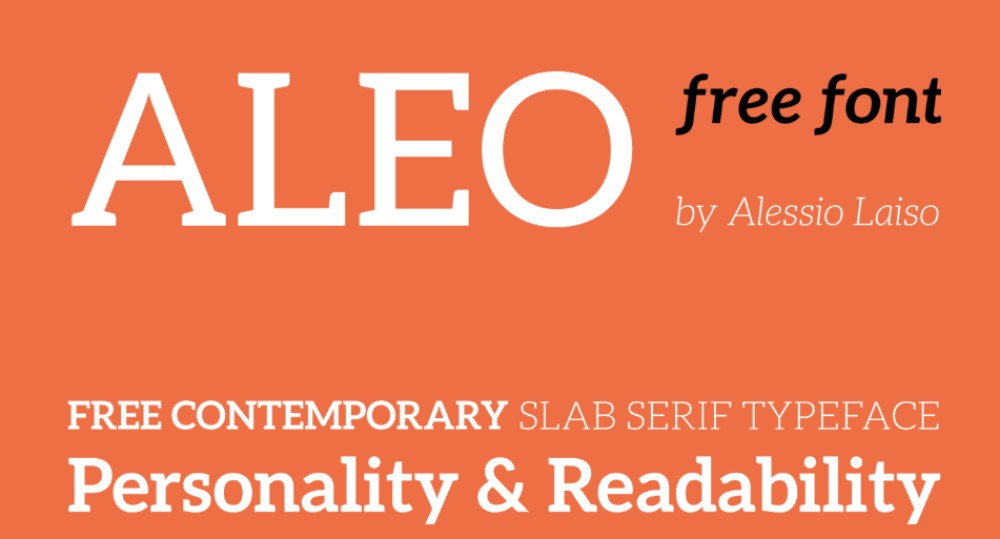 ALEO
free font
by Alessio Laiso
FREE CONTEMPORARY SLAB SERIF TYPEFACE
Personality & Readability